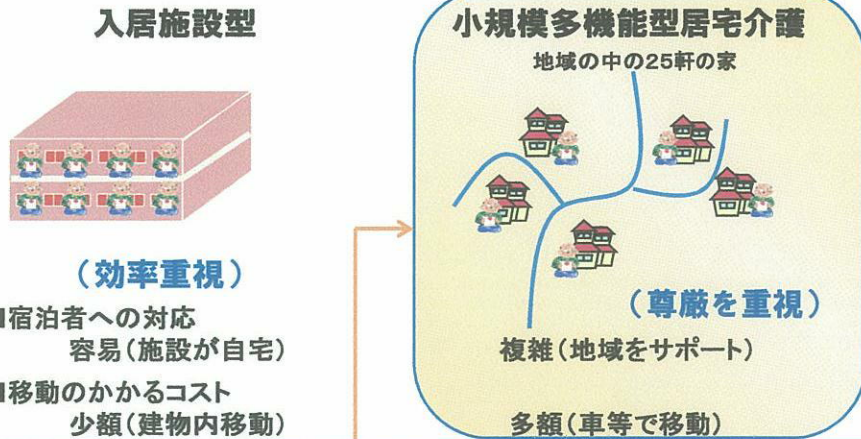 入居施設型
小規模多機能型居宅介護
地域の中の25軒の家
（効率重視）
（尊厳を重視）
■宿泊者への対応
容易（施設が自宅）
複雑（地域をサポート）
■移動のかかるコスト
少額（建物内移動）
多額（車等で移動）